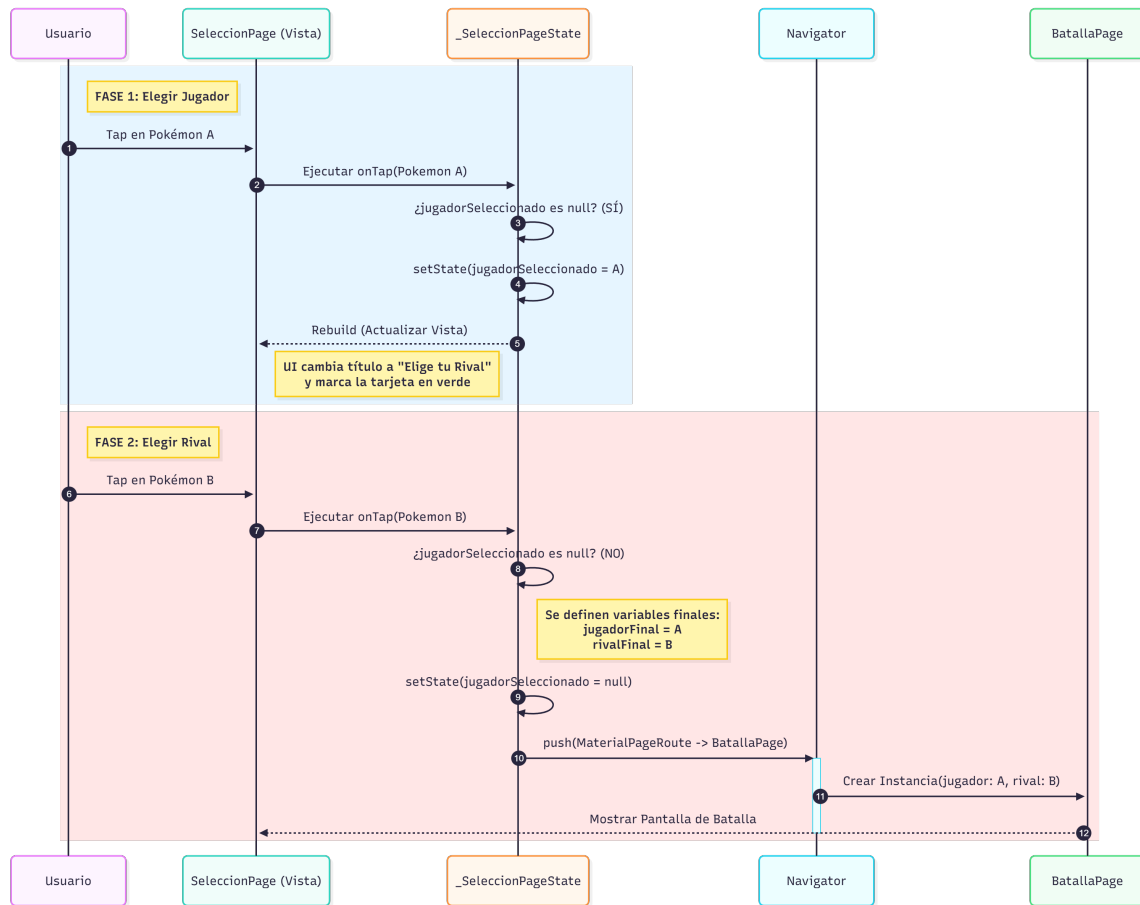 Usuario
SeleccionPage (Vista)
_SeleccionPageState
Navigator
BatallaPage
FASE 1: Elegir Jugador
Tap en Pokémon A
1
Ejecutar onTap(Pokemon A)
2
¿jugadorSeleccionado es null? (SÍ)
3
setState(jugadorSeleccionado = A)
4
Rebuild (Actualizar Vista)
5
UI cambia título a "Elige tu Rival"
y marca la tarjeta en verde
FASE 2: Elegir Rival
Tap en Pokémon B
6
Ejecutar onTap(Pokemon B)
7
¿jugadorSeleccionado es null? (NO)
8
Se definen variables finales:
jugadorFinal = A
rivalFinal = B
setState(jugadorSeleccionado = null)
9
push(MaterialPageRoute -> BatallaPage)
10
Crear Instancia(jugador: A, rival: B)
11
Mostrar Pantalla de Batalla
12
Usuario
SeleccionPage (Vista)
_SeleccionPageState
Navigator
BatallaPage